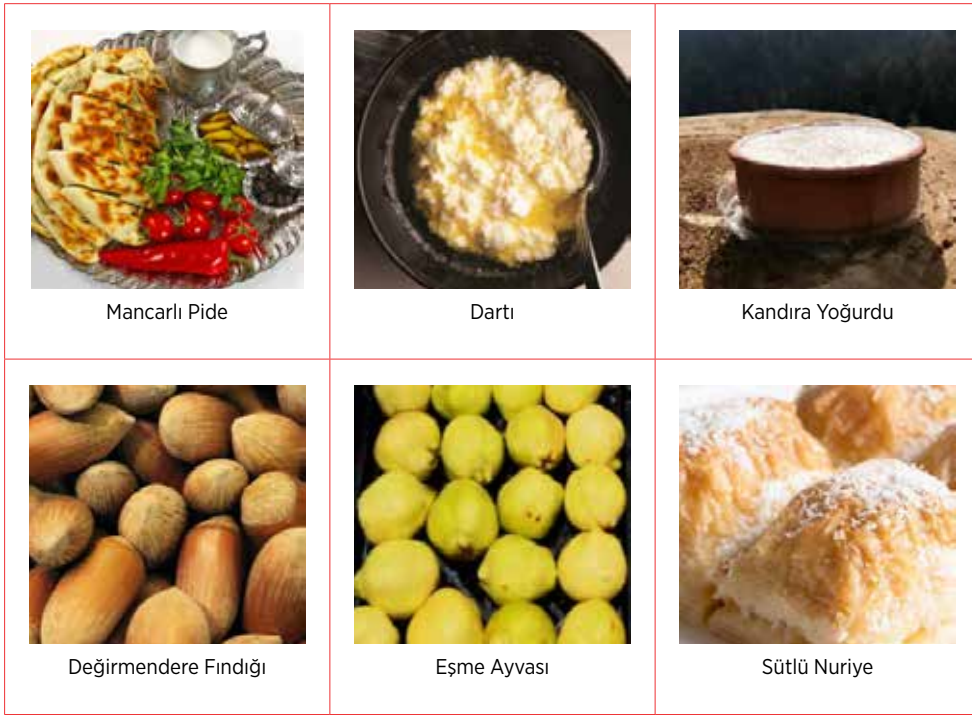 Mancarlı Pide
Dartı
Kandıra Yoğurdu
Değirmendere Fındığı
Eşme Ayvası
Sütlü Nuriye